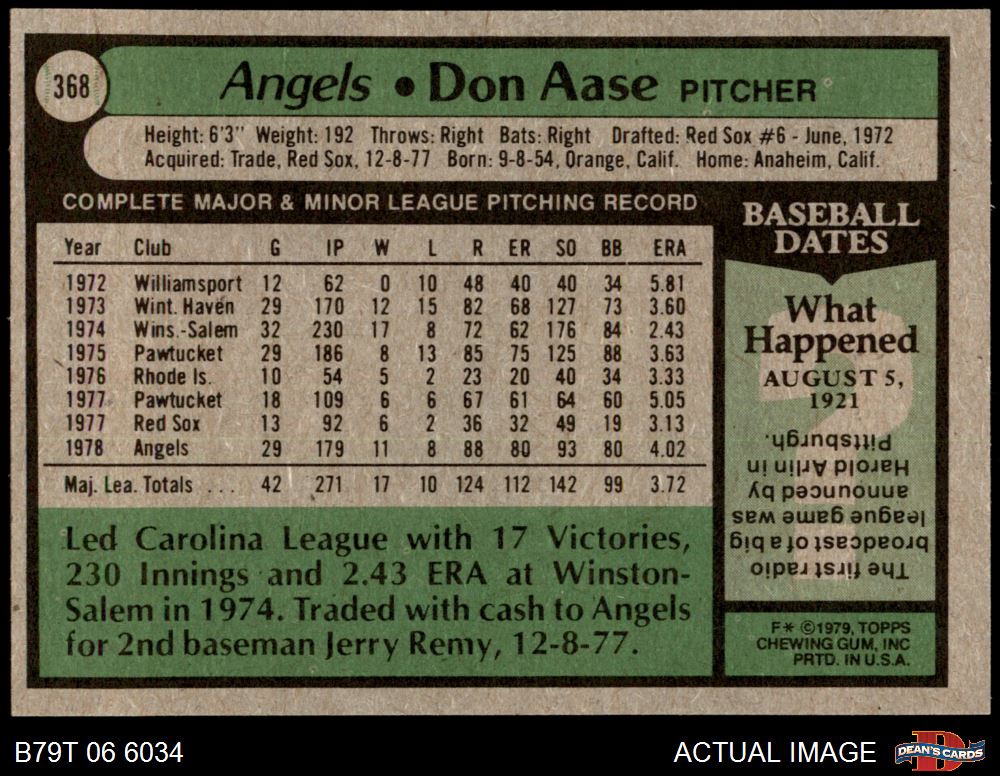 368
Angels • Don Aase PITCHER
Height: 6'3" Weight: 192 Throws: Right Bats: Right Drafted: Red Sox #6 - June, 1972
Acquired: Trade, Red Sox, 12-8-77 Born: 9-8-54, Orange, Calif. Home: Anaheim, Calif.
COMPLETE MAJOR & MINOR LEAGUE PITCHING RECORD
Year Club G IP W L R ER SO BB ERA
1972 Williamsport 12 62 0 10 48 40 40 34 5.81
1973 Wint. Haven 29 170 12 15 82 68 127 73 3.60
1974 Wins.-Salem 32 230 17 8 72 62 176 84 2.43
1975 Pawtucket 29 186 8 13 85 75 125 88 3.63
1976 Rhode Is. 10 54 5 2 23 20 40 34 3.33
1977 Pawtucket 18 109 6 6 67 61 64 60 5.05
1977 Red Sox 13 92 6 2 36 32 49 19 3.13
1978 Angels 29 179 11 8 88 80 93 80 4.02
Maj. Lea. Totals ... 42 271 17 10 124 112 142 99 3.72
Led Carolina League with 17 Victories,
230 Innings and 2.43 ERA at Winston-
Salem in 1974. Traded with cash to Angels
for 2nd baseman Jerry Remy, 12-8-77.
BASEBALL
DATES
What
Happened
AUGUST 5,
1921
The first radio
broadcast of a big
league game was
announced by
Harold Arlin in
Pittsburgh.
F* ©1979, TOPPS
CHEWING GUM, INC
PRTD. IN U.S.A.
B79T 06 6034
ACTUAL IMAGE
DEAN'S CARDS